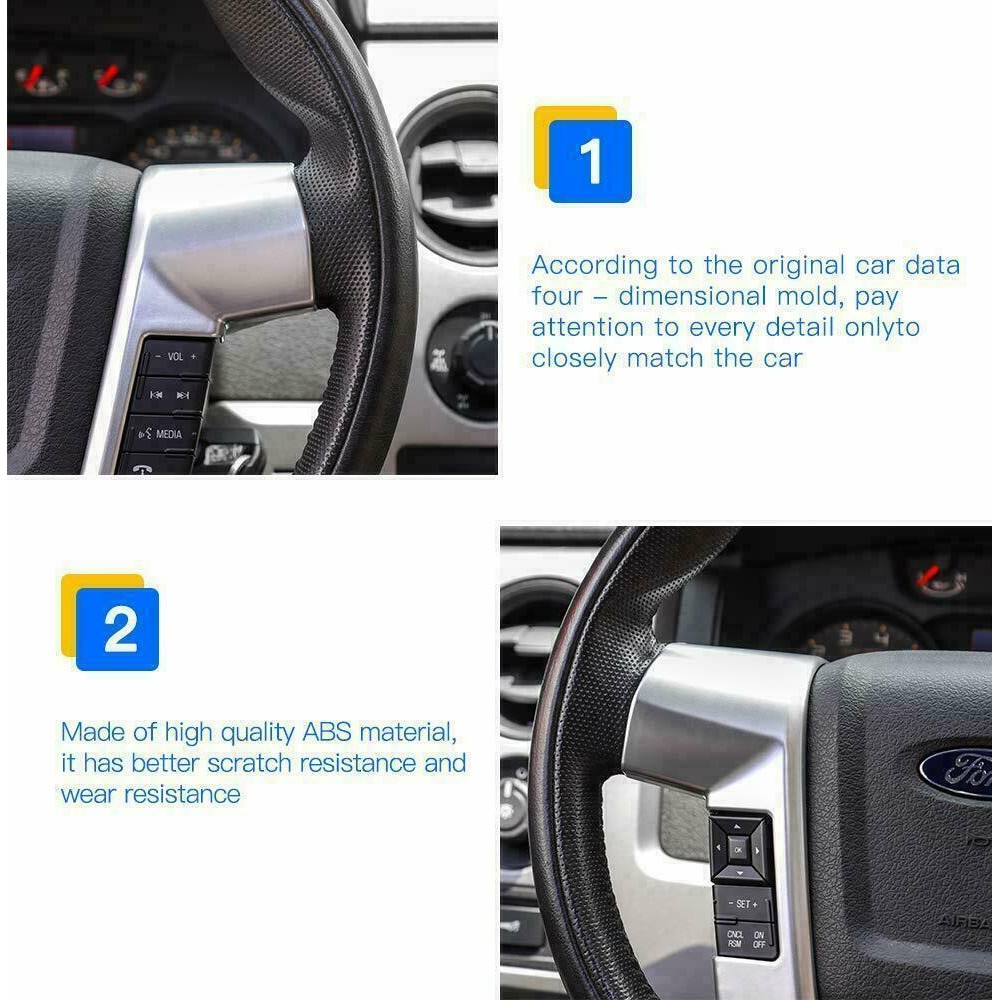 1
According to the original car data
four – dimensional mold, pay
attention to every detail onlyto
closely match the car
- VOL +
MEDIA
2
Made of high quality ABS material,
it has better scratch resistance and
wear resistance
3 4
OK
- SET +
CNCL ON
RSM OFF